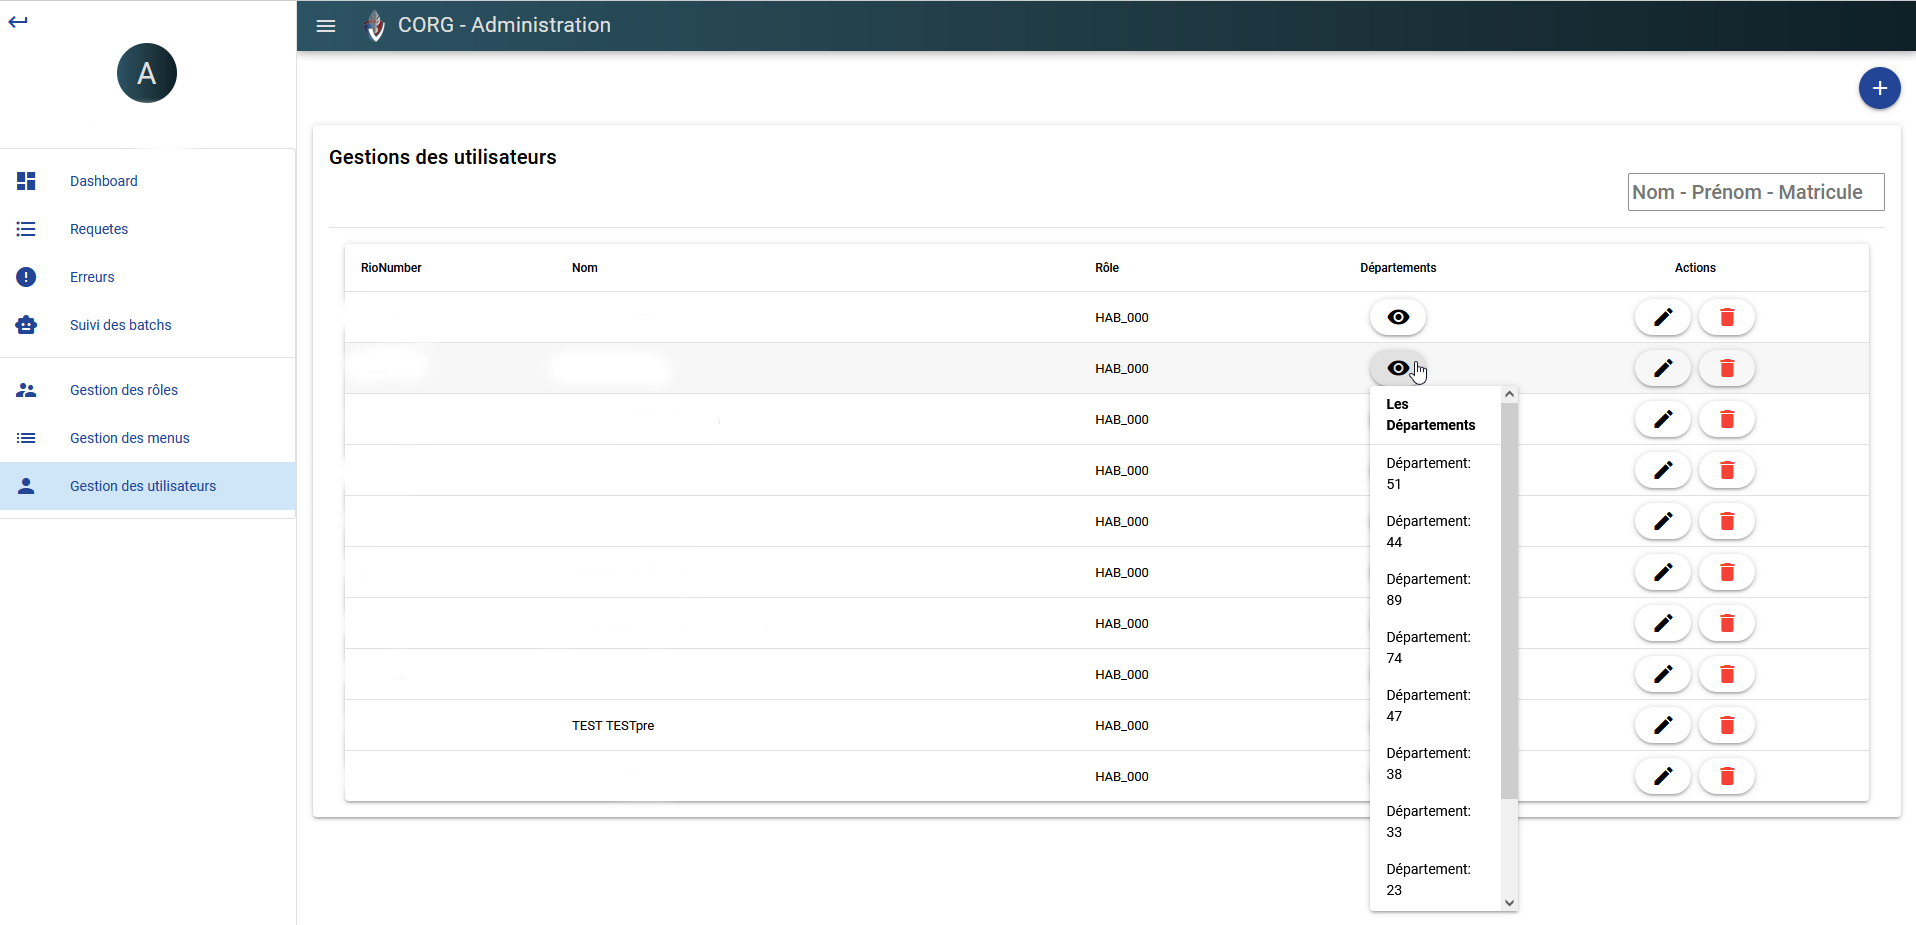 CORG - Administration
A
Dashboard
Requetes
Erreurs
Suivi des batchs
Gestion des rôles
Gestion des menus
Gestion des utilisateurs
+
Gestions des utilisateurs
Nom - Prénom - Matricule
RioNumber Nom Rôle Départements Actions
HAB_000
HAB_000
HAB_000
HAB_000
HAB_000
HAB_000
HAB_000
HAB_000
TEST TESTpre HAB_000
HAB_000
Les
Départements
Département:
51
Département:
44
Département:
89
Département:
74
Département:
47
Département:
38
Département:
33
Département:
23